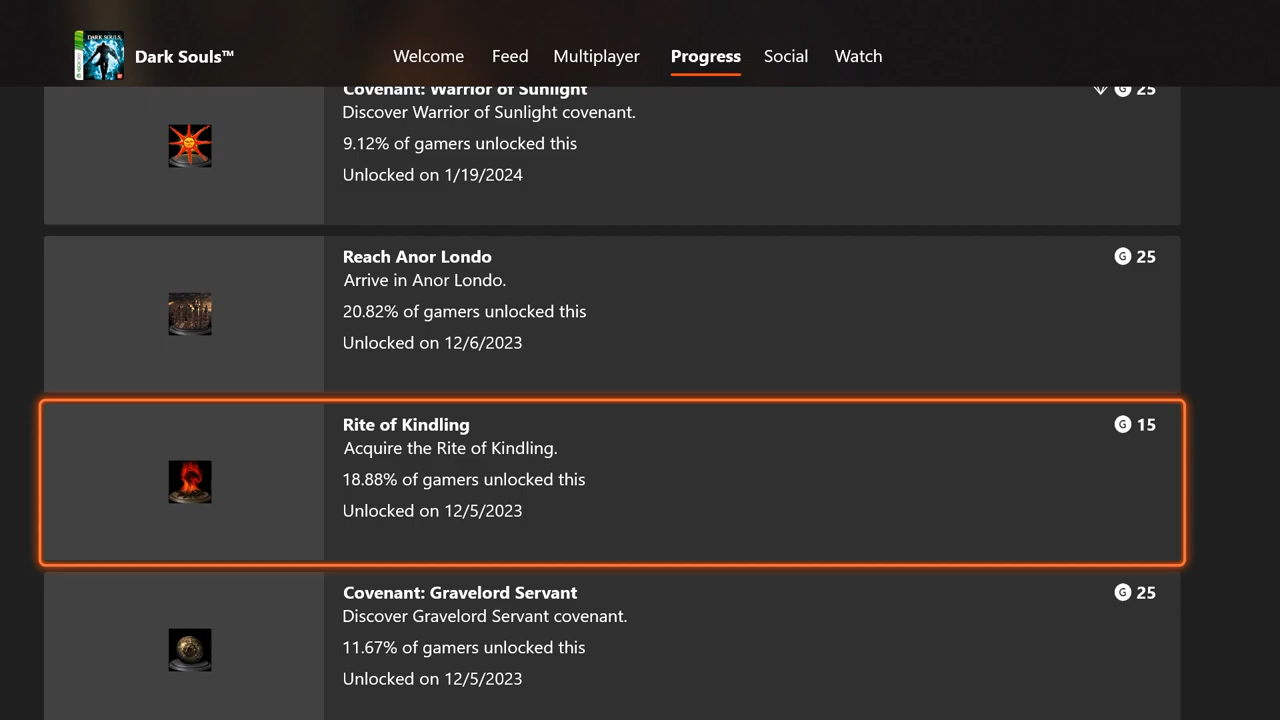 Dark Souls™
Welcome
Feed
Multiplayer
Progress
Social
Watch
Covenant: Warrior of Sunlight
G 25
Discover Warrior of Sunlight covenant.
9.12% of gamers unlocked this
Unlocked on 1/19/2024
Reach Anor Londo
G 25
Arrive in Anor Londo.
20.82% of gamers unlocked this
Unlocked on 12/6/2023
Rite of Kindling
G 15
Acquire the Rite of Kindling.
18.88% of gamers unlocked this
Unlocked on 12/5/2023
Covenant: Gravelord Servant
G 25
Discover Gravelord Servant covenant.
11.67% of gamers unlocked this
Unlocked on 12/5/2023